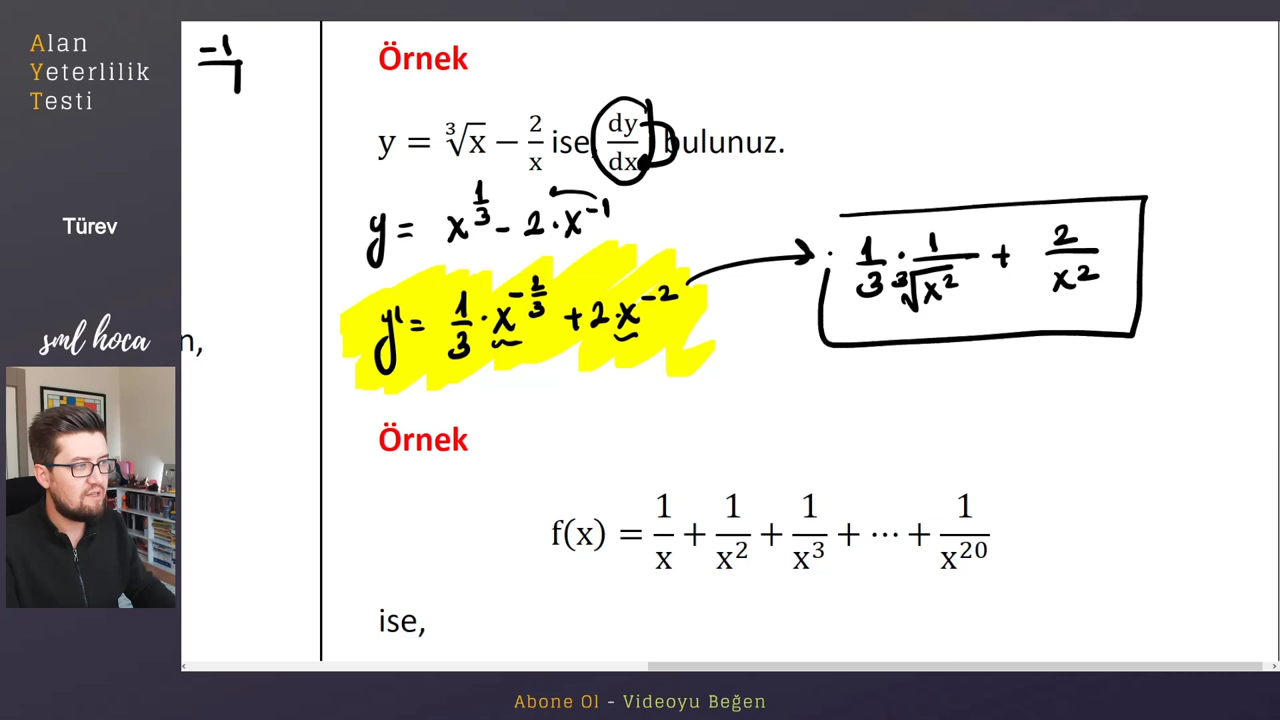 Alan
Yeterlilik
Testi
Türev
sml hoca
-1/1
n,
Örnek
y = ∛x − 2/x ise, dy/dx bulunuz.
y = x^(1/3) - 2·x^(-1)
y' = 1/3 · x^(-2/3) + 2·x^(-2)
· 1/3 · 1/∛(x²) + 2/x²
Örnek
f(x) = 1/x + 1/x² + 1/x³ + ⋯ + 1/x²⁰
ise,
Abone Ol - Videoyu Beğen